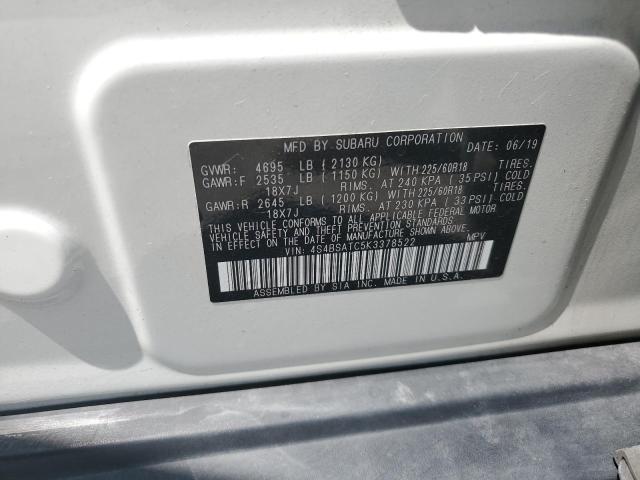 MFD BY SUBARU CORPORATION DATE: 06/19
GVWR: 4695 LB (2130 KG)
GAWR:F 2535 LB (1150 KG) WITH 225/60R18 TIRES.
18X7J RIMS. AT 240 KPA (35 PSI) COLD
GAWR:R 2645 LB (1200 KG) WITH 225/60R18 TIRES.
18X7J RIMS. AT 230 KPA (33 PSI) COLD
THIS VEHICLE CONFORMS TO ALL APPLICABLE FEDERAL MOTOR
VEHICLE SAFETY AND THEFT PREVENTION STANDARDS
IN EFFECT ON THE DATE OF MANUFACTURE SHOWN ABOVE.
VIN: 4S4BSATC5K3378522 MPV
ASSEMBLED BY SIA INC. MADE IN U.S.A.